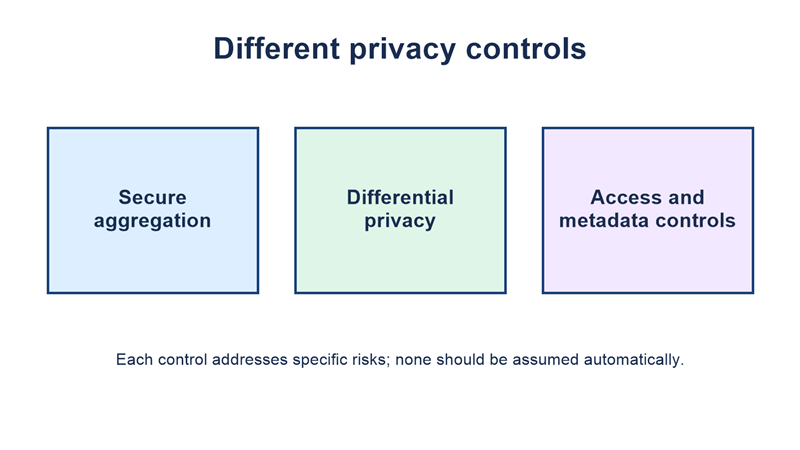 Different privacy controls
Secure
aggregation
Differential
privacy
Access and
metadata controls
Each control addresses specific risks; none should be assumed automatically.